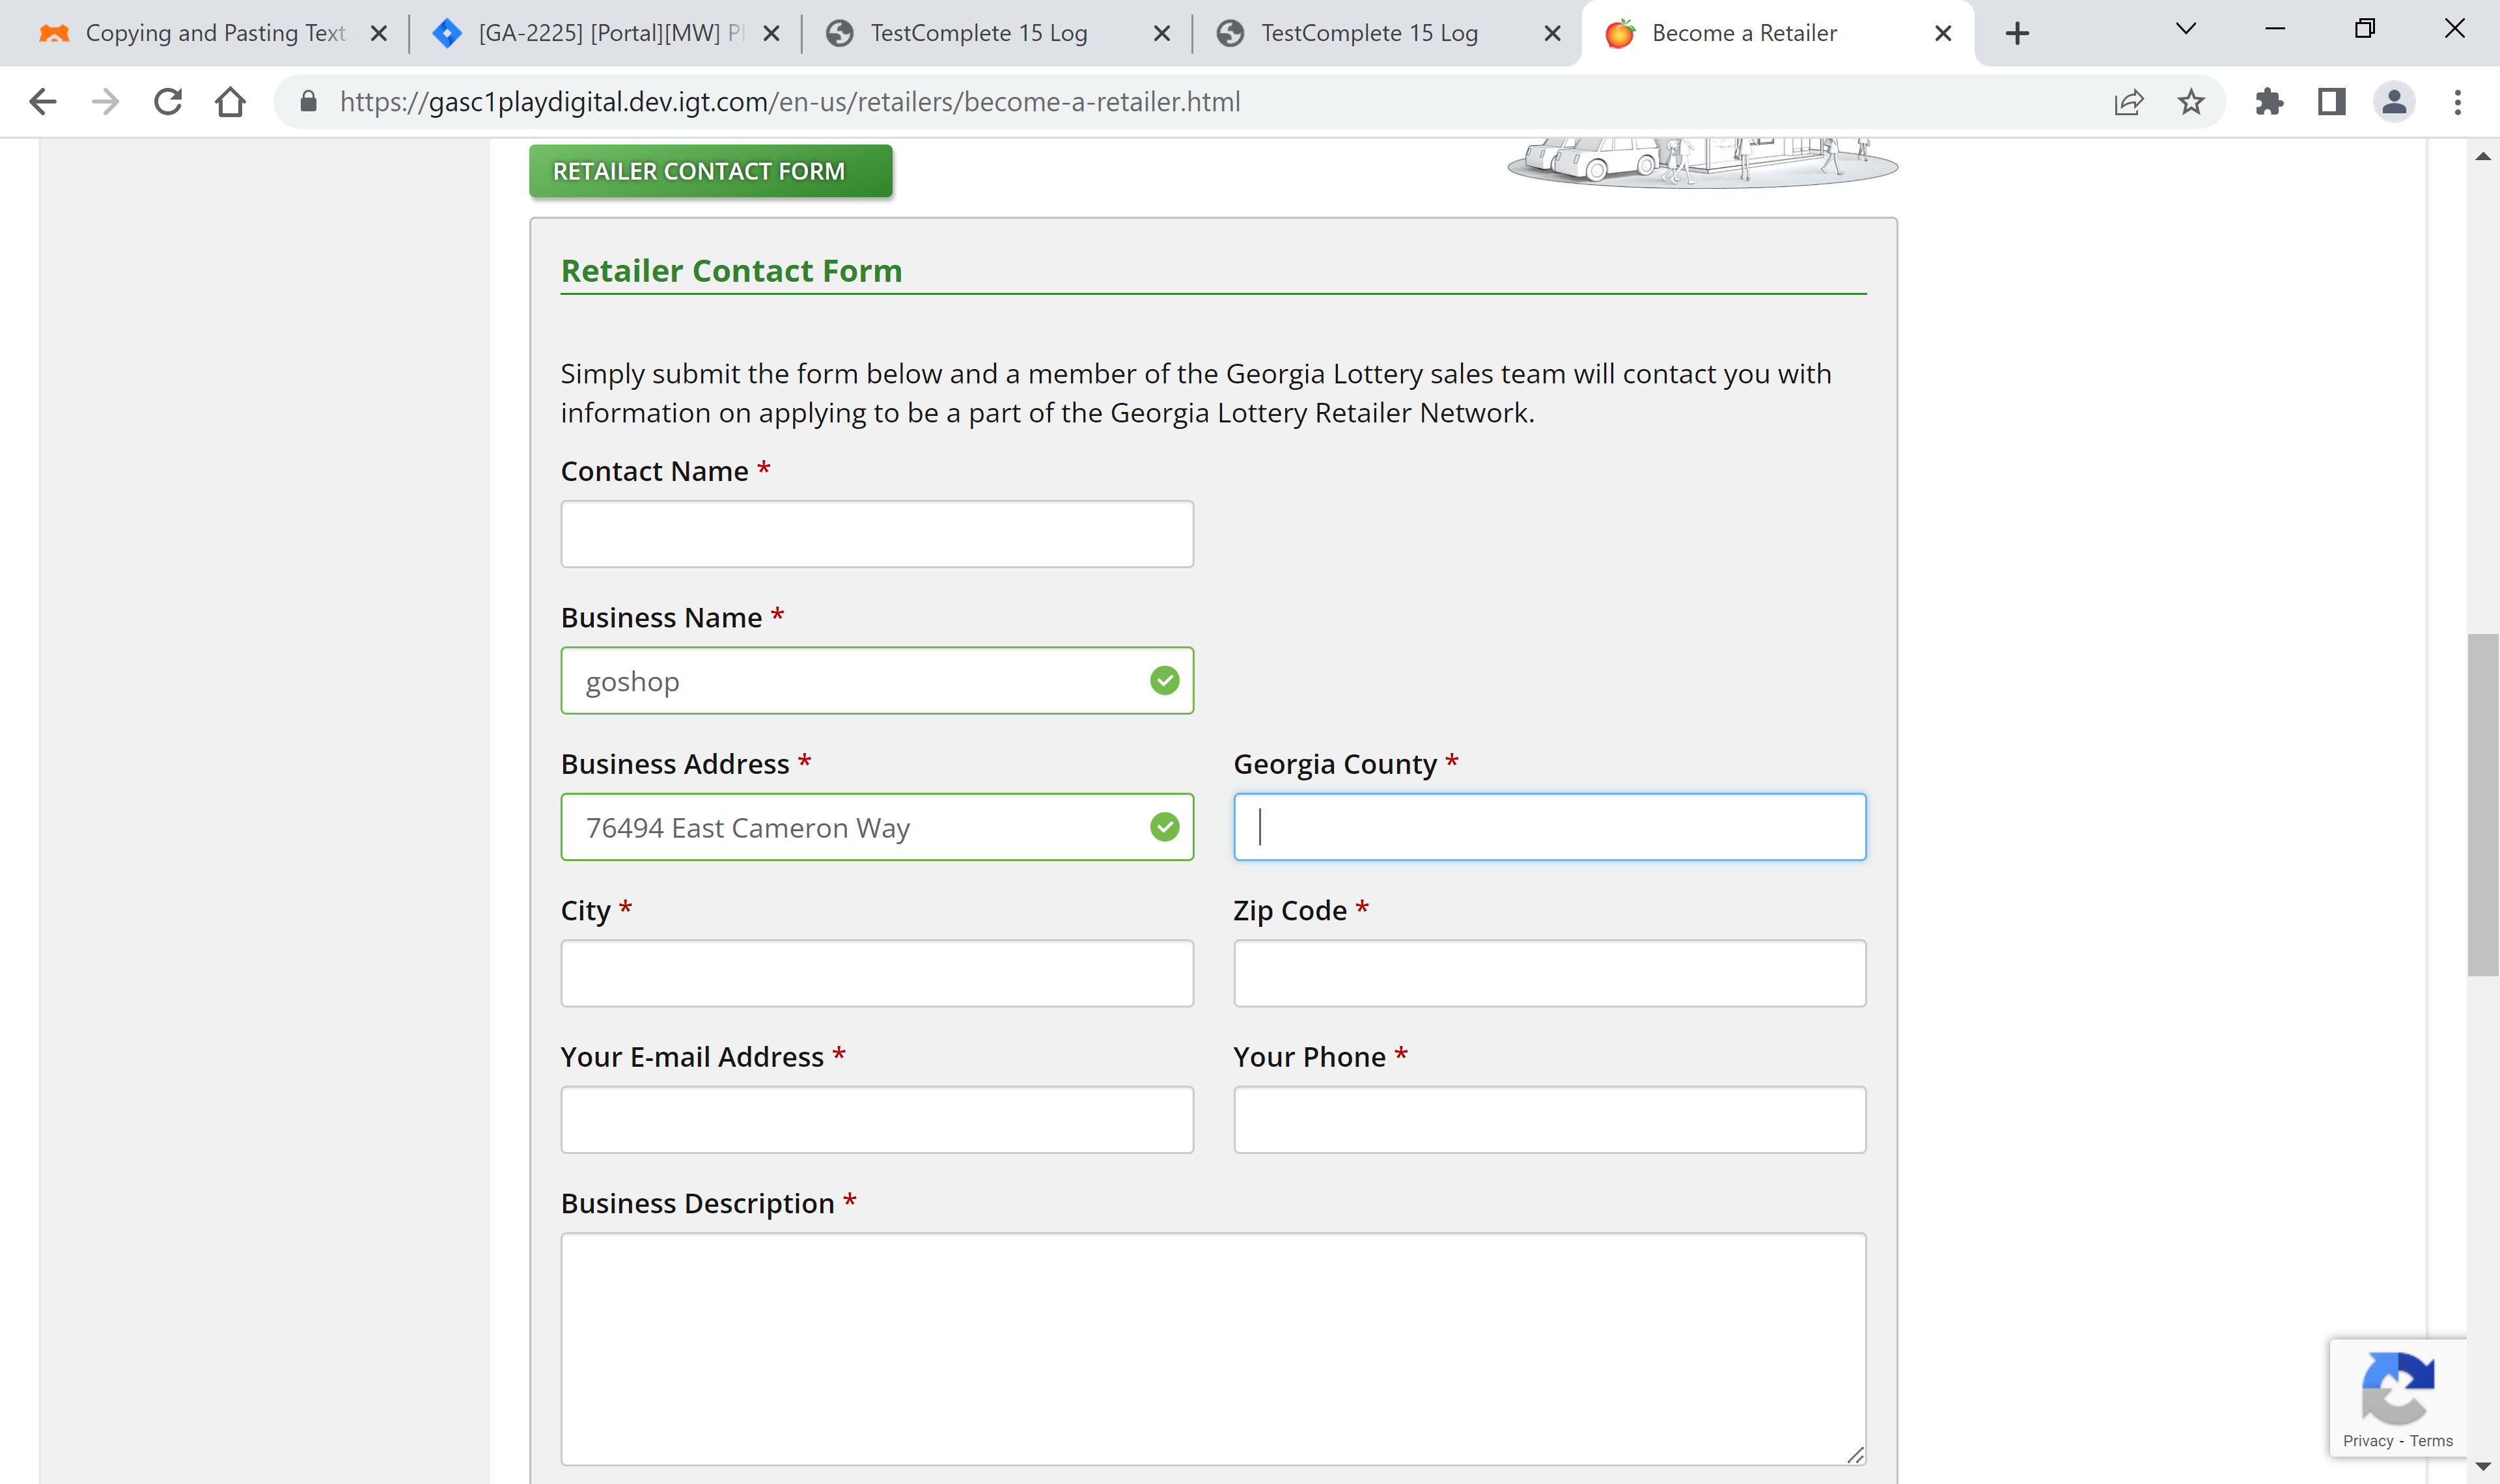 Copying and Pasting Text
[GA-2225] [Portal][MW] Pl
TestComplete 15 Log
TestComplete 15 Log
Become a Retailer
https://gasc1playdigital.dev.igt.com/en-us/retailers/become-a-retailer.html
RETAILER CONTACT FORM
Retailer Contact Form
Simply submit the form below and a member of the Georgia Lottery sales team will contact you with
information on applying to be a part of the Georgia Lottery Retailer Network.
Contact Name *
Business Name *
goshop
Business Address *
Georgia County *
76494 East Cameron Way
City *
Zip Code *
Your E-mail Address *
Your Phone *
Business Description *
Privacy - Terms